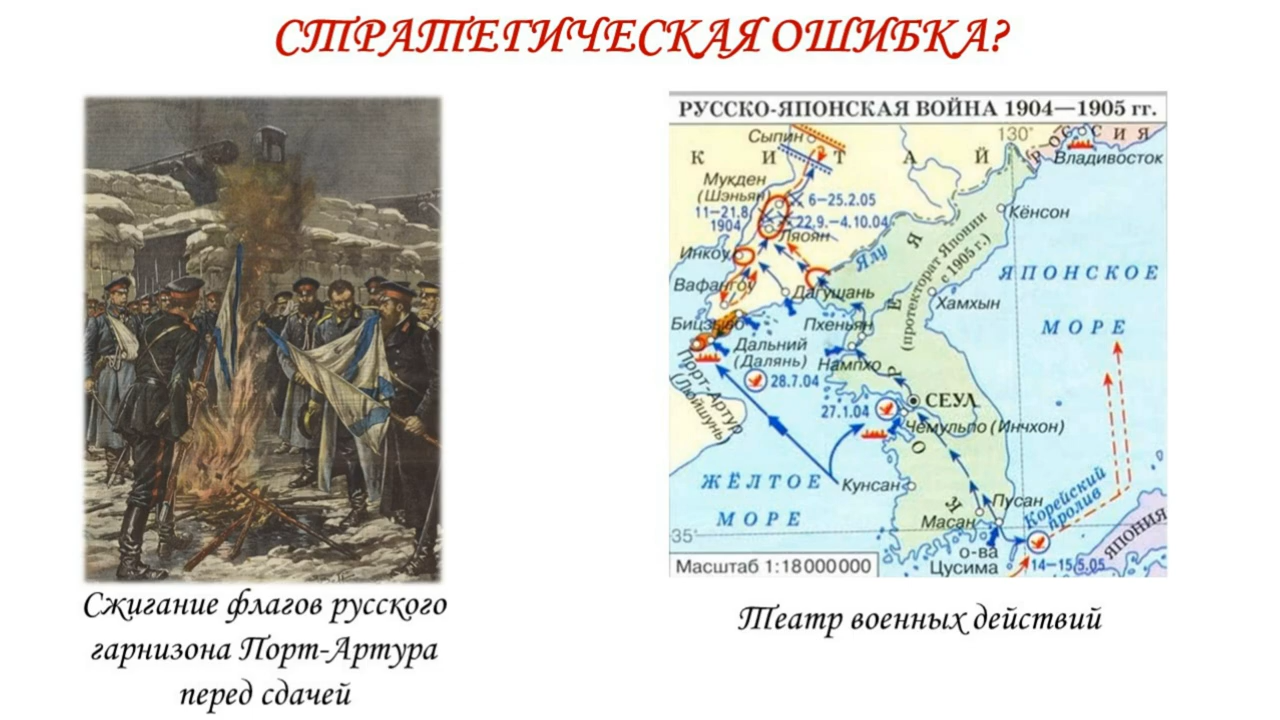 СТРАТЕГИЧЕСКАЯ ОШИБКА?
РУССКО-ЯПОНСКАЯ ВОЙНА 1904—1905 гг.
Сыпин
130°
РОССИЯ
КИТАЙ
Владивосток
Мукден
(Шэньян)
6–25.2.05
11–21.8
1904
22.9.–4.10.04
Ляоян
Кёнсон
Инкоу
Ялу
КОРЕЯ
(протекторат Японии
с 1905 г.)
ЯПОНСКОЕ
МОРЕ
Вафангоу
Дагушань
Хамхын
Бицзыво
Пхеньян
Дальний
(Далянь)
Нампхо
Порт-Артур
(Люйшунь)
28.7.04
27.1.04
СЕУЛ
Чемульпо (Инчхон)
ЖЁЛТОЕ
МОРЕ
Кунсан
Пусан
Масан
Корейский
пролив
ЯПОНИЯ
35°
о-ва
Цусима
14–15.5.05
Масштаб 1:18 000 000
Сжигание флагов русского
гарнизона Порт-Артура
перед сдачей
Театр военных действий